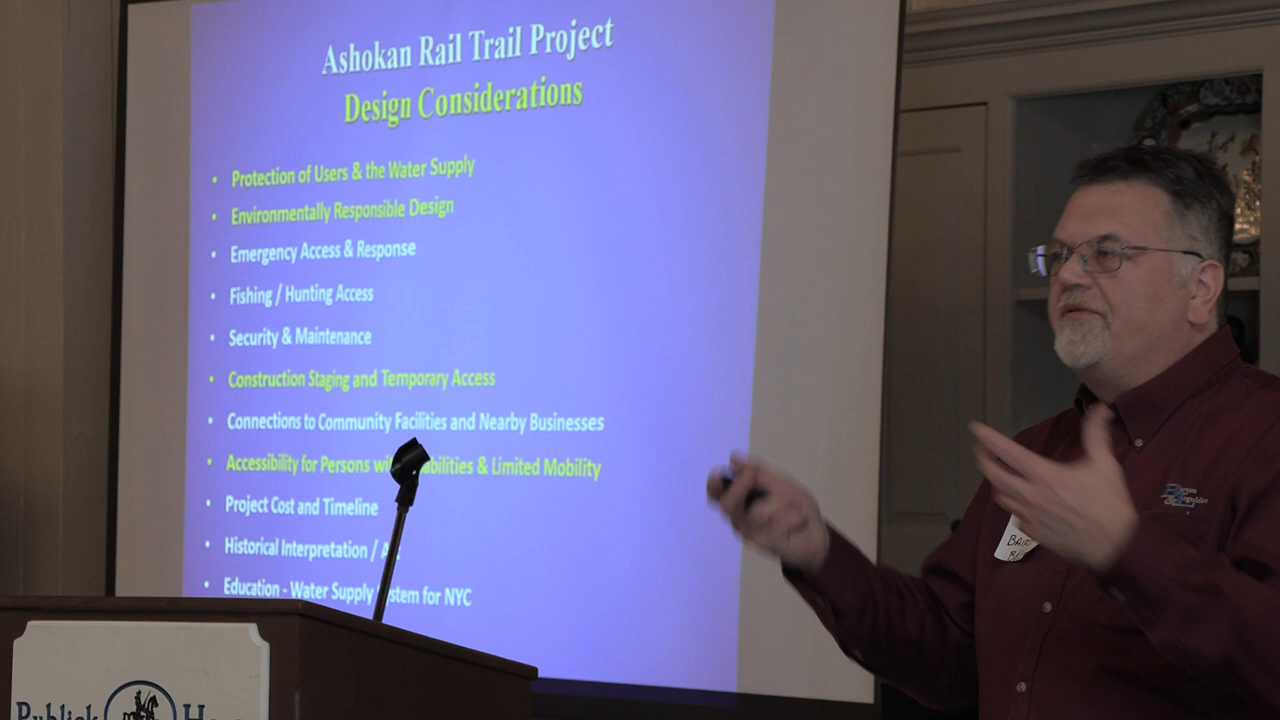 Ashokan Rail Trail Project
Design Considerations
• Protection of Users & the Water Supply
• Environmentally Responsible Design
• Emergency Access & Response
• Fishing / Hunting Access
• Security & Maintenance
• Construction Staging and Temporary Access
• Connections to Community Facilities and Nearby Businesses
• Accessibility for Persons & Limited Mobility
• Project Cost and Timeline
• Historical Interpretation /
• Education - Water Supply for NYC
Publick